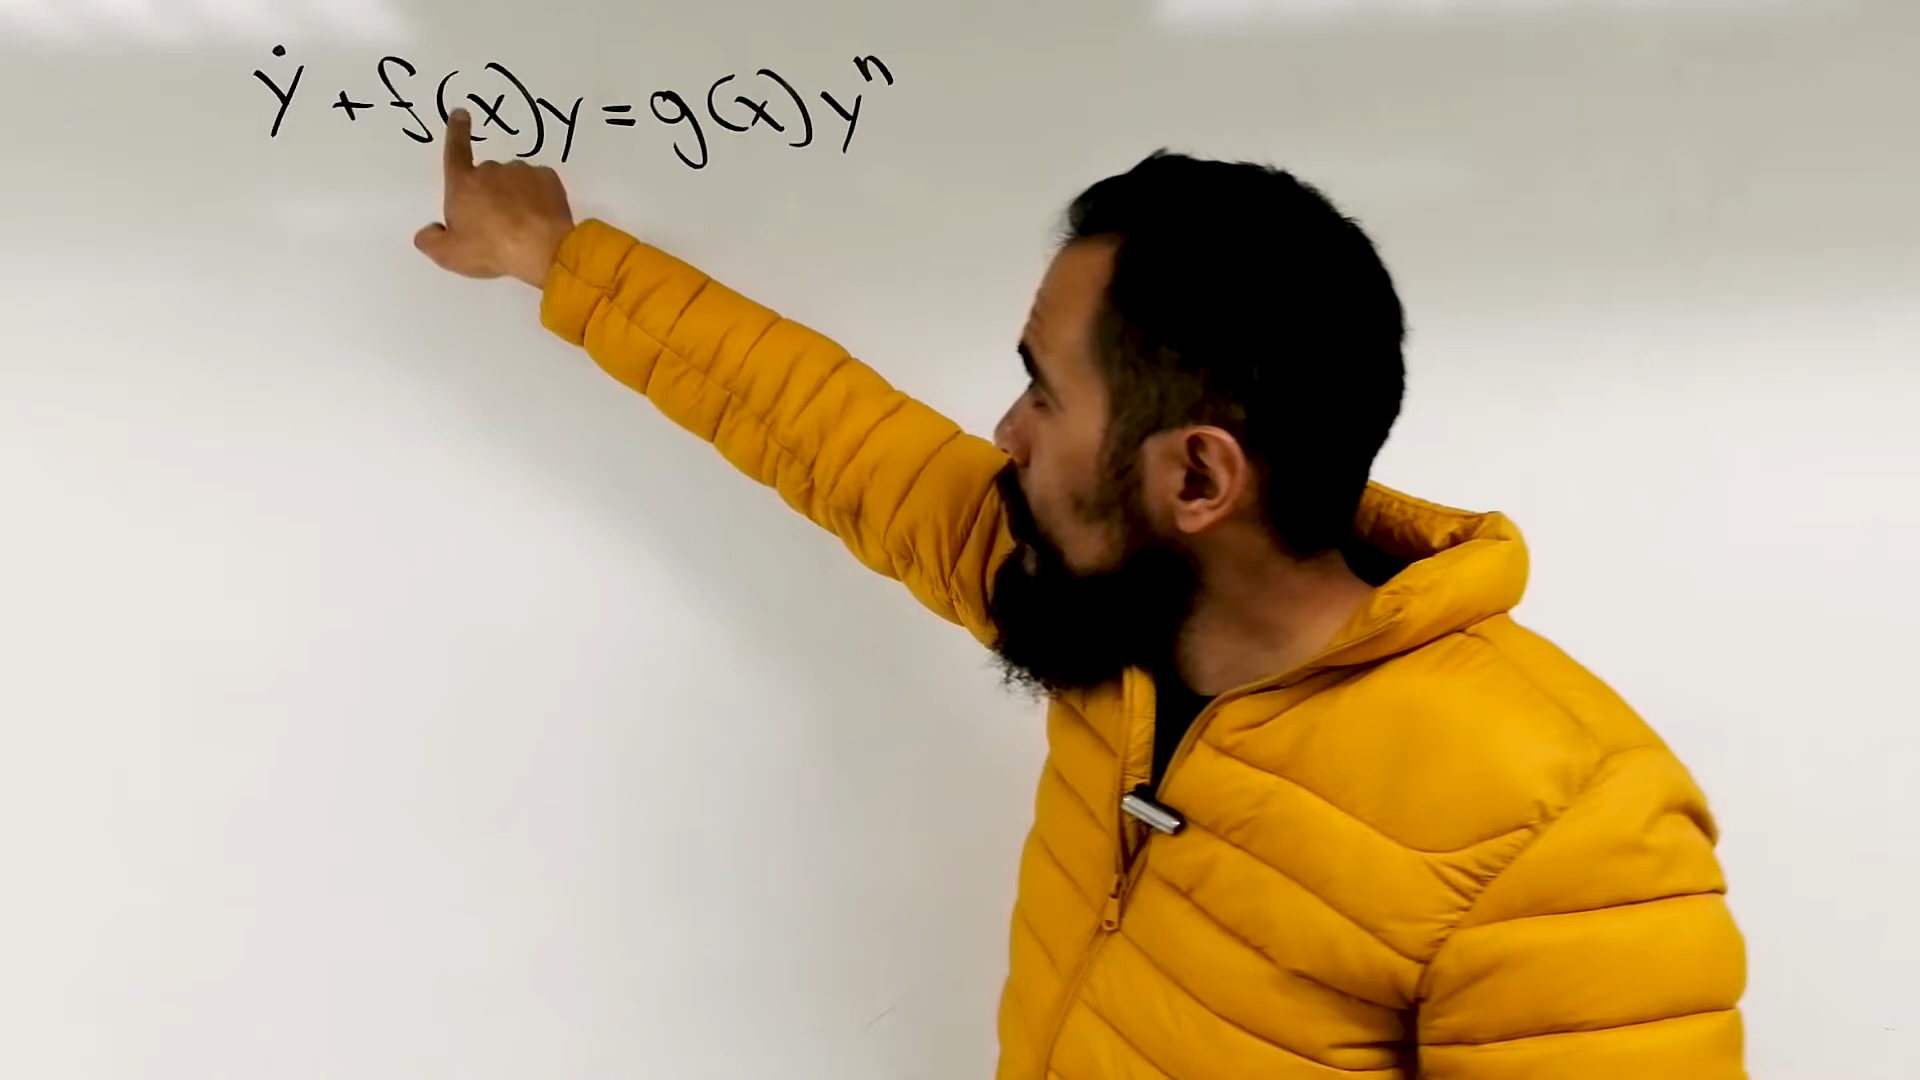 ẏ + f(x)y = g(x)yⁿ